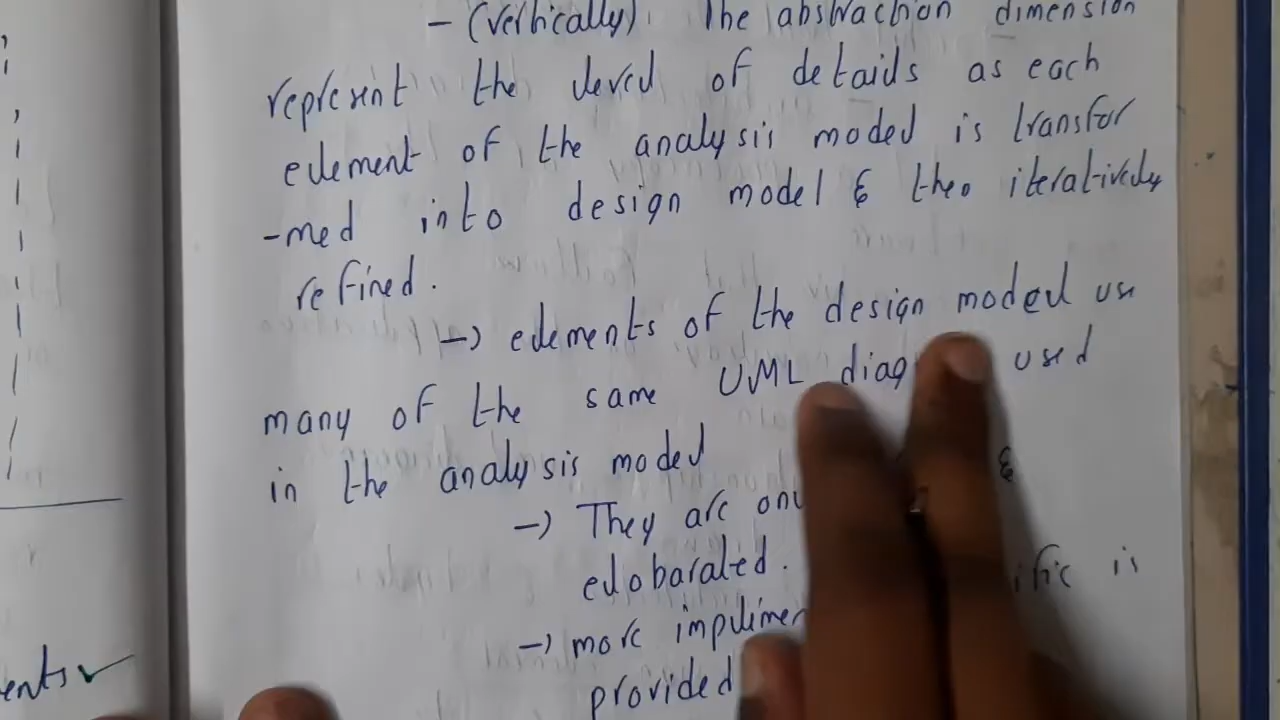 - (vertically). The abstraction dimension
represent the level of details as each
element of the analysis model is transfor
-med into design model & then iteratively
refined.
-> elements of the design model use
many of the same UML used
in the analysis model
-> They are &
elobarated.
-> more is
provided